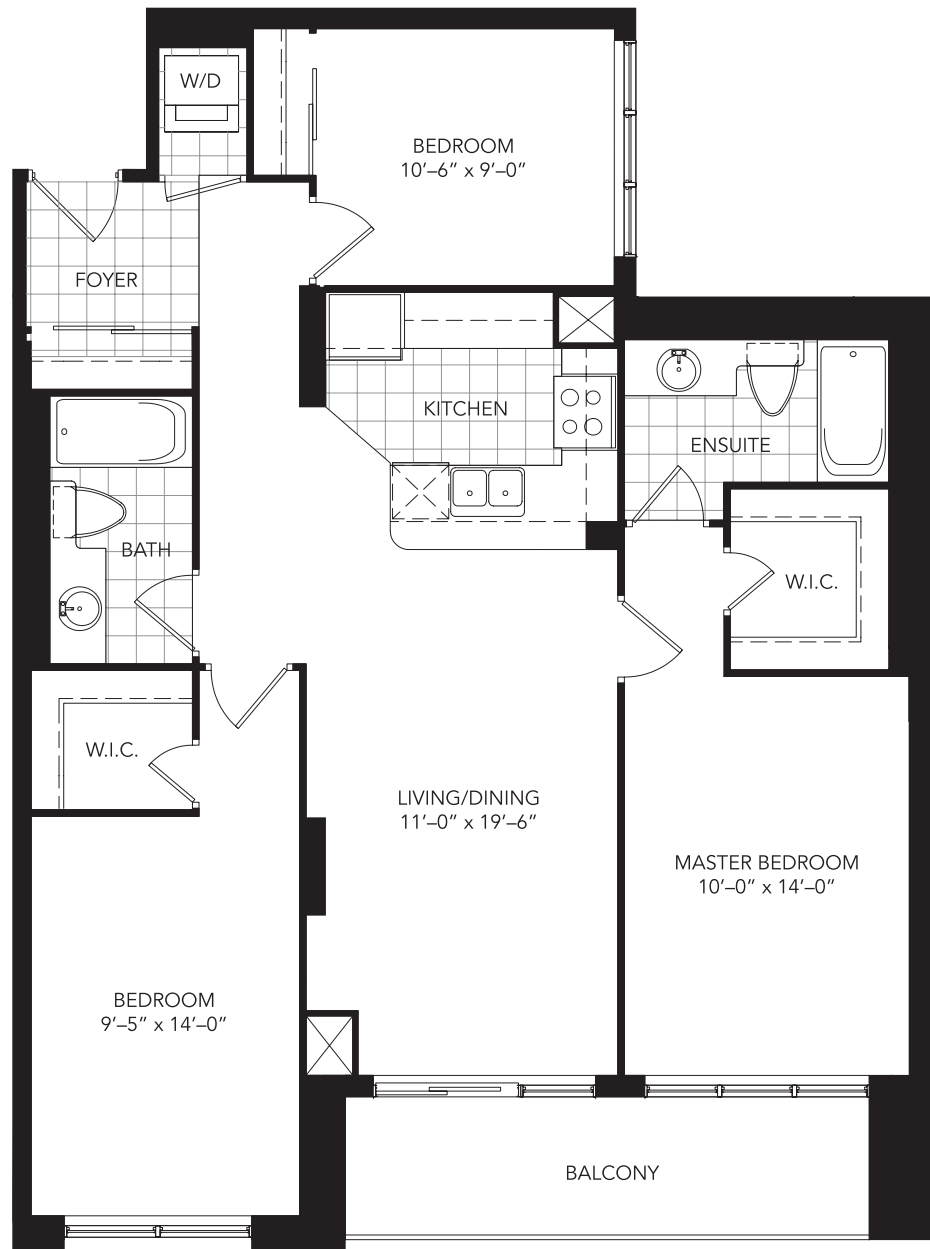 W/D
BEDROOM
10'–6" x 9'–0"
FOYER
KITCHEN
ENSUITE
BATH
W.I.C.
W.I.C.
LIVING/DINING
11'–0" x 19'–6"
MASTER BEDROOM
10'–0" x 14'–0"
BEDROOM
9'–5" x 14'–0"
BALCONY